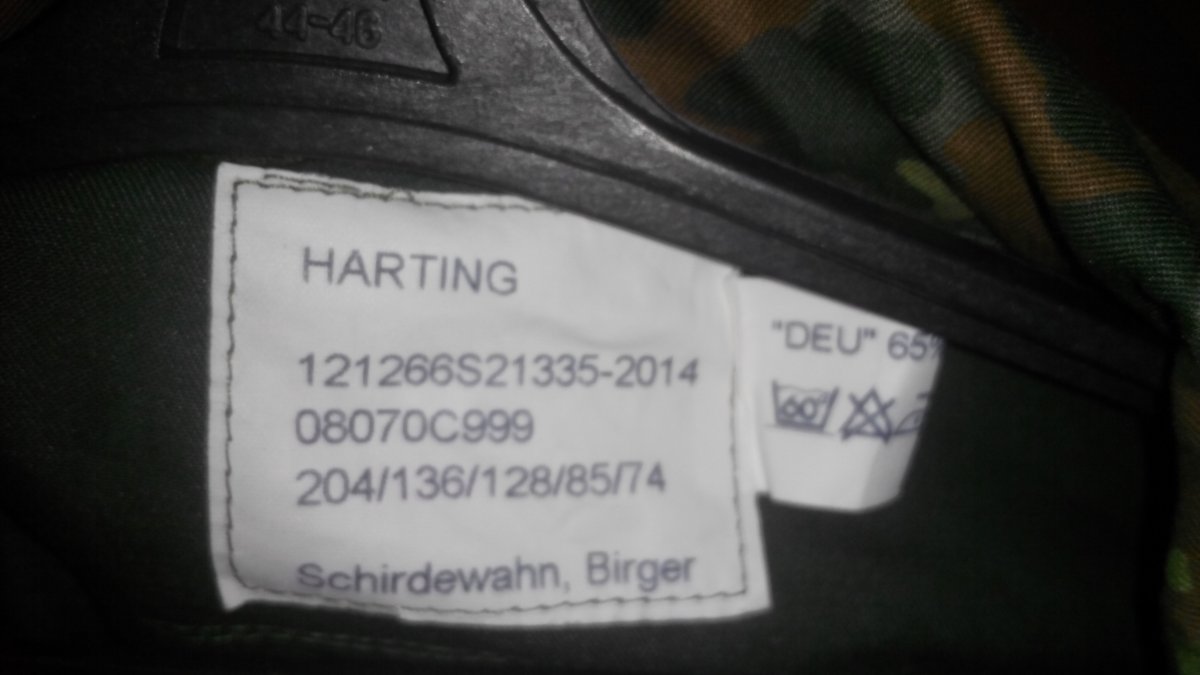 44-46
HARTING
121266S21335-2014
08070C999
204/136/128/85/74
Schirdewahn, Birger
"DEU" 65%
60°